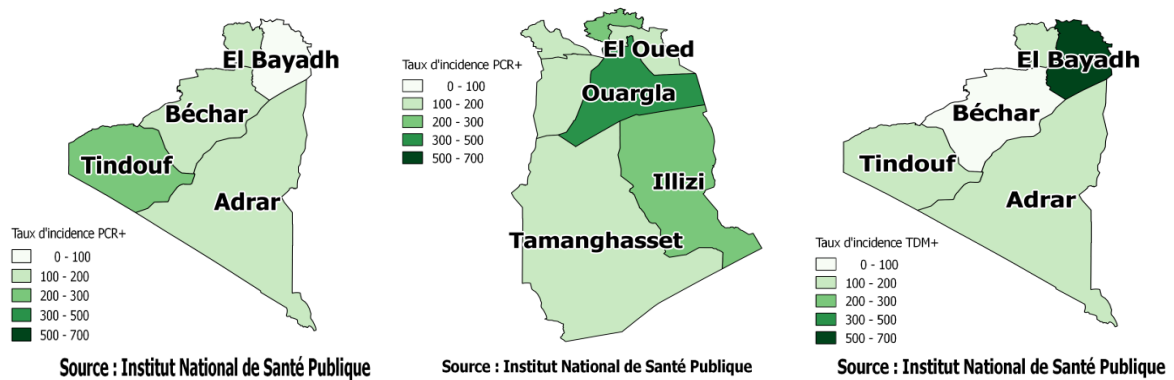 El Bayadh
Béchar
Tindouf
Adrar
Taux d'incidence PCR+
0 - 100
100 - 200
200 - 300
300 - 500
500 - 700
Source : Institut National de Santé Publique
El Oued
Taux d'incidence PCR+
0 - 100
100 - 200
200 - 300
300 - 500
500 - 700
Ouargla
Illizi
Tamanghasset
Source : Institut National de Santé Publique
El Bayadh
Béchar
Tindouf
Adrar
Taux d'incidence TDM+
0 - 100
100 - 200
200 - 300
300 - 500
500 - 700
Source : Institut National de Santé Publique